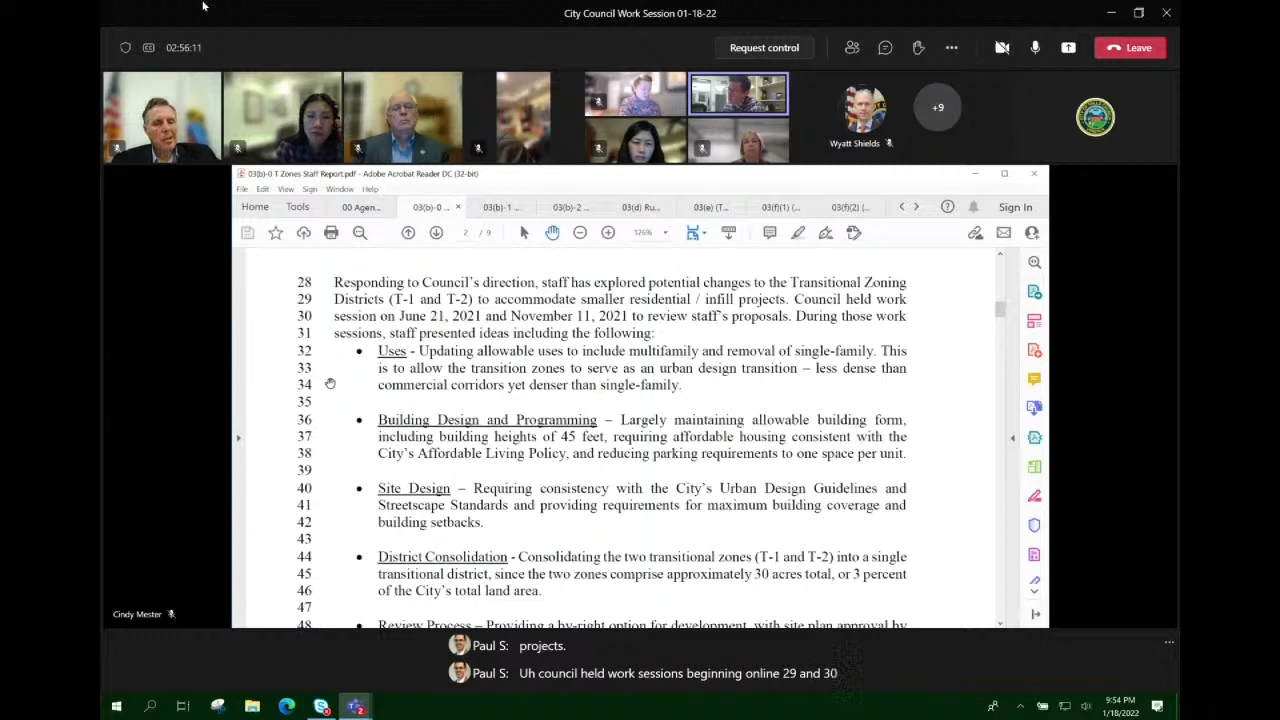 City Council Work Session 01-18-22
02:56:11
Request control
Leave
+9
Wyatt Shields
03(b)-0 T Zones Staff Report.pdf - Adobe Acrobat Reader DC (32-bit)
File Edit View Sign Window Help
Home Tools 00 Agen... 03(b)-0 ... 03(b)-1 ... 03(b)-2 ... 03(d) Ru... 03(e) (T... 03(f)(1) (... 03(f)(2) (... Sign In
2 / 9 126%
28 Responding to Council's direction, staff has explored potential changes to the Transitional Zoning
29 Districts (T-1 and T-2) to accommodate smaller residential / infill projects. Council held work
30 session on June 21, 2021 and November 11, 2021 to review staff's proposals. During those work
31 sessions, staff presented ideas including the following:
32 • Uses - Updating allowable uses to include multifamily and removal of single-family. This
33 is to allow the transition zones to serve as an urban design transition – less dense than
34 commercial corridors yet denser than single-family.
35
36 • Building Design and Programming – Largely maintaining allowable building form,
37 including building heights of 45 feet, requiring affordable housing consistent with the
38 City's Affordable Living Policy, and reducing parking requirements to one space per unit.
39
40 • Site Design – Requiring consistency with the City's Urban Design Guidelines and
41 Streetscape Standards and providing requirements for maximum building coverage and
42 building setbacks.
43
44 • District Consolidation - Consolidating the two transitional zones (T-1 and T-2) into a single
45 transitional district, since the two zones comprise approximately 30 acres total, or 3 percent
46 of the City's total land area.
47
48 Review Process – Providing a by-right option for development, with site plan approval by
Cindy Mester
Paul S: projects.
Paul S: Uh council held work sessions beginning online 29 and 30
9:54 PM
1/18/2022